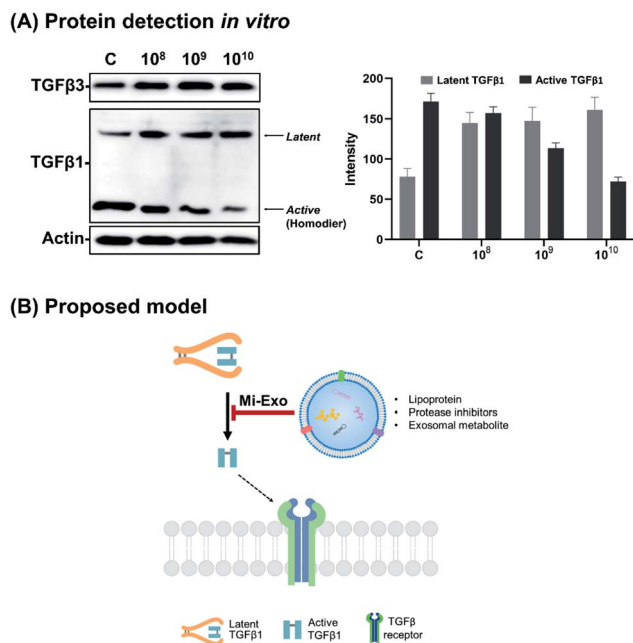 (A) Protein detection in vitro
C 10⁸ 10⁹ 10¹⁰
TGFβ3
Latent
TGFβ1
Active
(Homodier)
Actin
Latent TGFβ1 Active TGFβ1
200
150
100
50
0
Intensity
C 10⁸ 10⁹ 10¹⁰
(B) Proposed model
Mi-Exo
• Lipoprotein
• Protease inhibitors
• Exosomal metabolite
Latent
TGFβ1
Active
TGFβ1
TGFβ
receptor